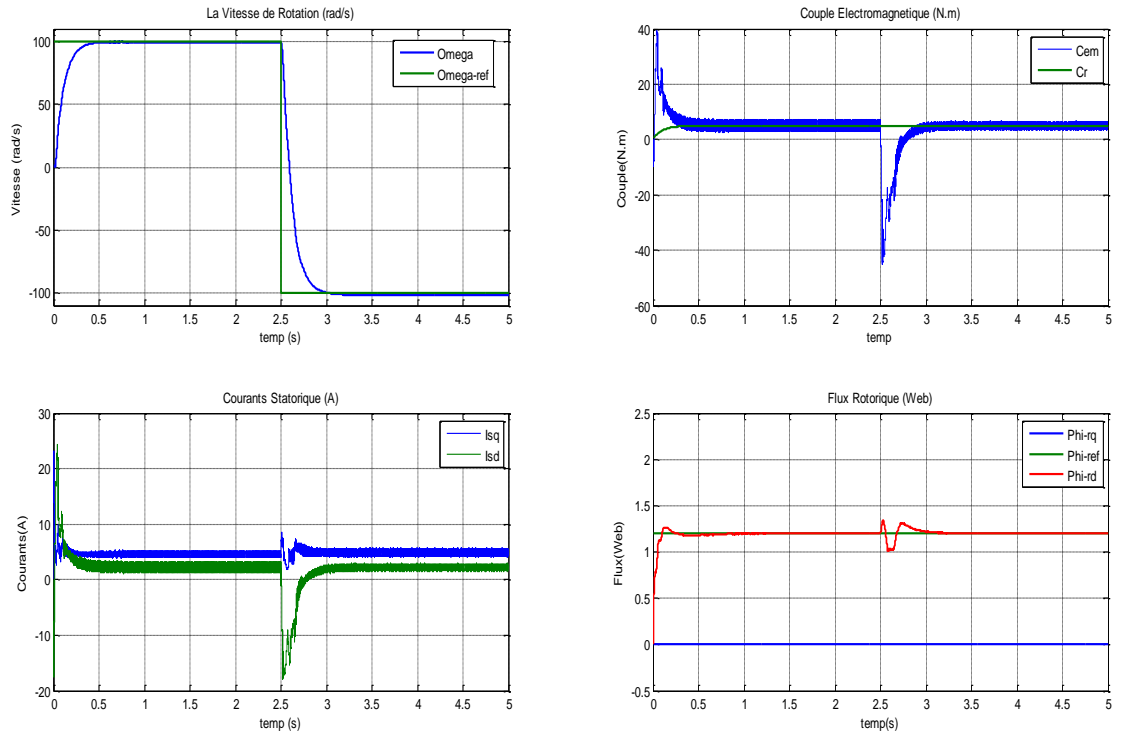 La Vitesse de Rotation (rad/s)
100
50
0
-50
-100
Vitesse (rad/s)
Omega
Omega-ref
0 0.5 1 1.5 2 2.5 3 3.5 4 4.5 5
temp (s)
Couple Electromagnetique (N.m)
40
20
0
-20
-40
-60
Couple(N.m)
Cem
Cr
0 0.5 1 1.5 2 2.5 3 3.5 4 4.5 5
temp
Courants Statorique (A)
30
20
10
0
-10
-20
Courants(A)
Isq
Isd
0 0.5 1 1.5 2 2.5 3 3.5 4 4.5 5
temp (s)
Flux Rotorique (Web)
2.5
2
1.5
1
0.5
0
-0.5
Flux(Web)
Phi-rq
Phi-ref
Phi-rd
0 0.5 1 1.5 2 2.5 3 3.5 4 4.5 5
temp(s)